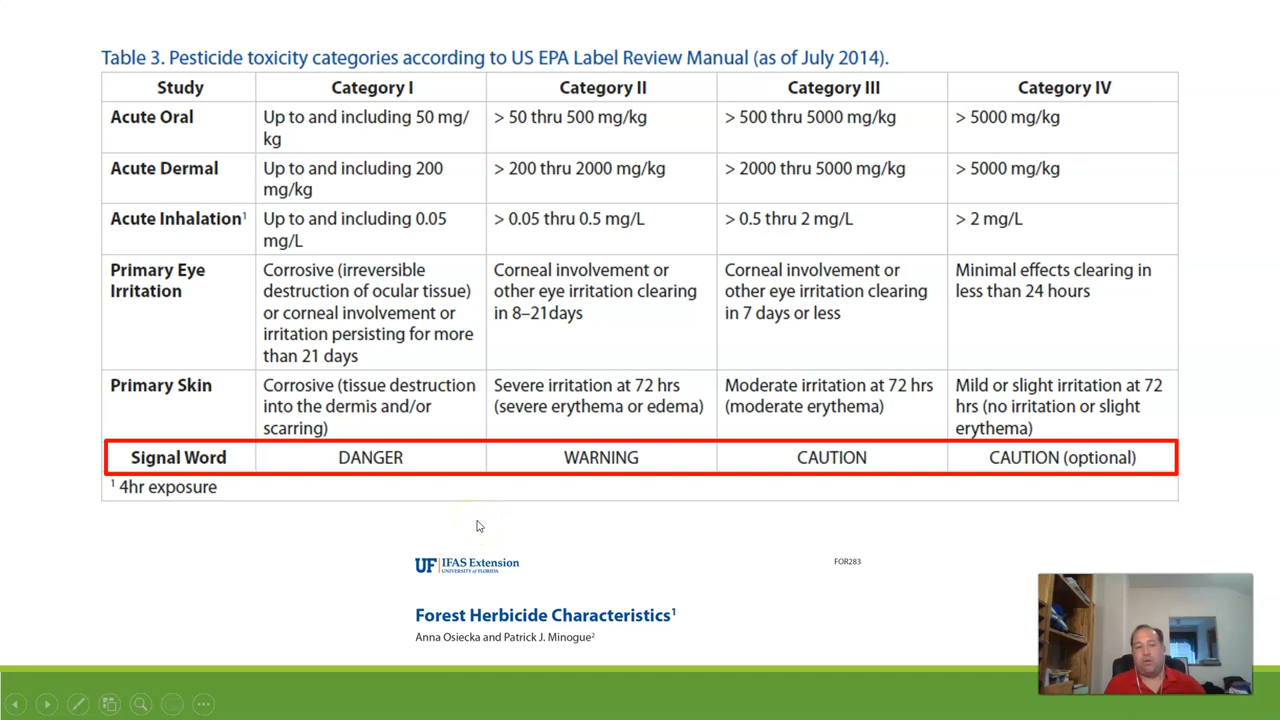 Table 3. Pesticide toxicity categories according to US EPA Label Review Manual (as of July 2014).
Study Category I Category II Category III Category IV
Acute Oral Up to and including 50 mg/ > 50 thru 500 mg/kg > 500 thru 5000 mg/kg > 5000 mg/kg
kg
Acute Dermal Up to and including 200 > 200 thru 2000 mg/kg > 2000 thru 5000 mg/kg > 5000 mg/kg
mg/kg
Acute Inhalation¹ Up to and including 0.05 > 0.05 thru 0.5 mg/L > 0.5 thru 2 mg/L > 2 mg/L
mg/L
Primary Eye Corrosive (irreversible Corneal involvement or Corneal involvement or Minimal effects clearing in
Irritation destruction of ocular tissue) other eye irritation clearing other eye irritation clearing less than 24 hours
or corneal involvement or in 8–21days in 7 days or less
irritation persisting for more
than 21 days
Primary Skin Corrosive (tissue destruction Severe irritation at 72 hrs Moderate irritation at 72 hrs Mild or slight irritation at 72
into the dermis and/or (severe erythema or edema) (moderate erythema) hrs (no irritation or slight
scarring) erythema)
Signal Word DANGER WARNING CAUTION CAUTION (optional)
¹ 4hr exposure
UF IFAS Extension
UNIVERSITY of FLORIDA
FOR283
Forest Herbicide Characteristics¹
Anna Osiecka and Patrick J. Minogue²